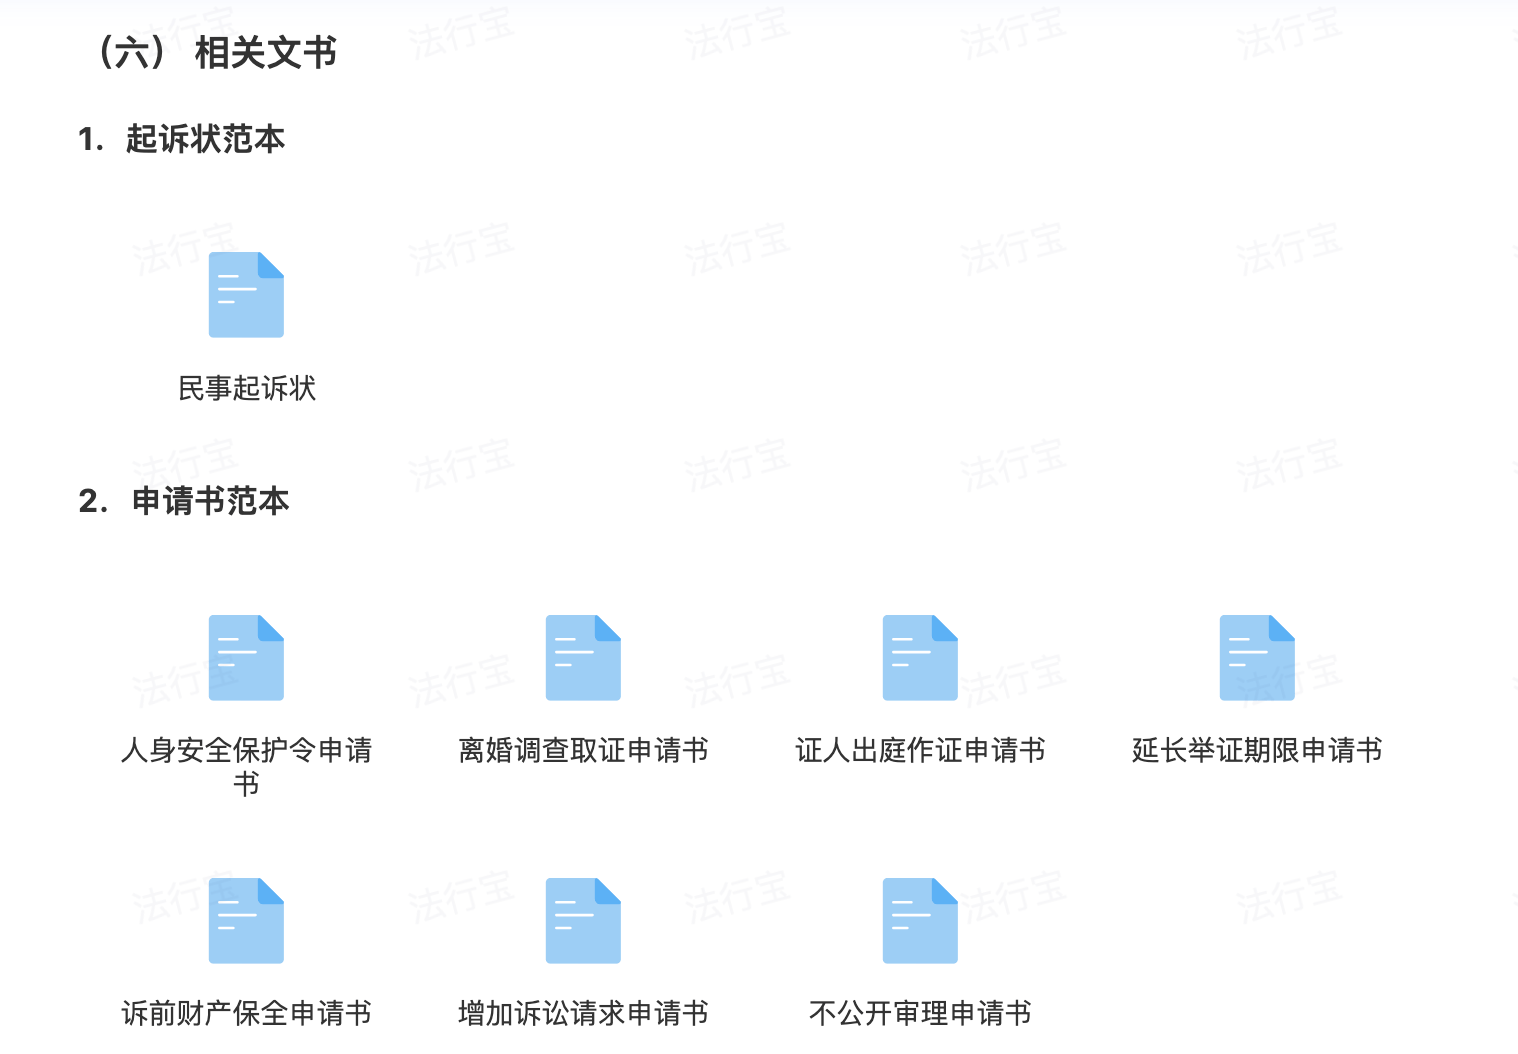 （六） 相关文书
1. 起诉状范本
民事起诉状
2. 申请书范本
人身安全保护令申请
书
离婚调查取证申请书
证人出庭作证申请书
延长举证期限申请书
诉前财产保全申请书
增加诉讼请求申请书
不公开审理申请书
法行宝